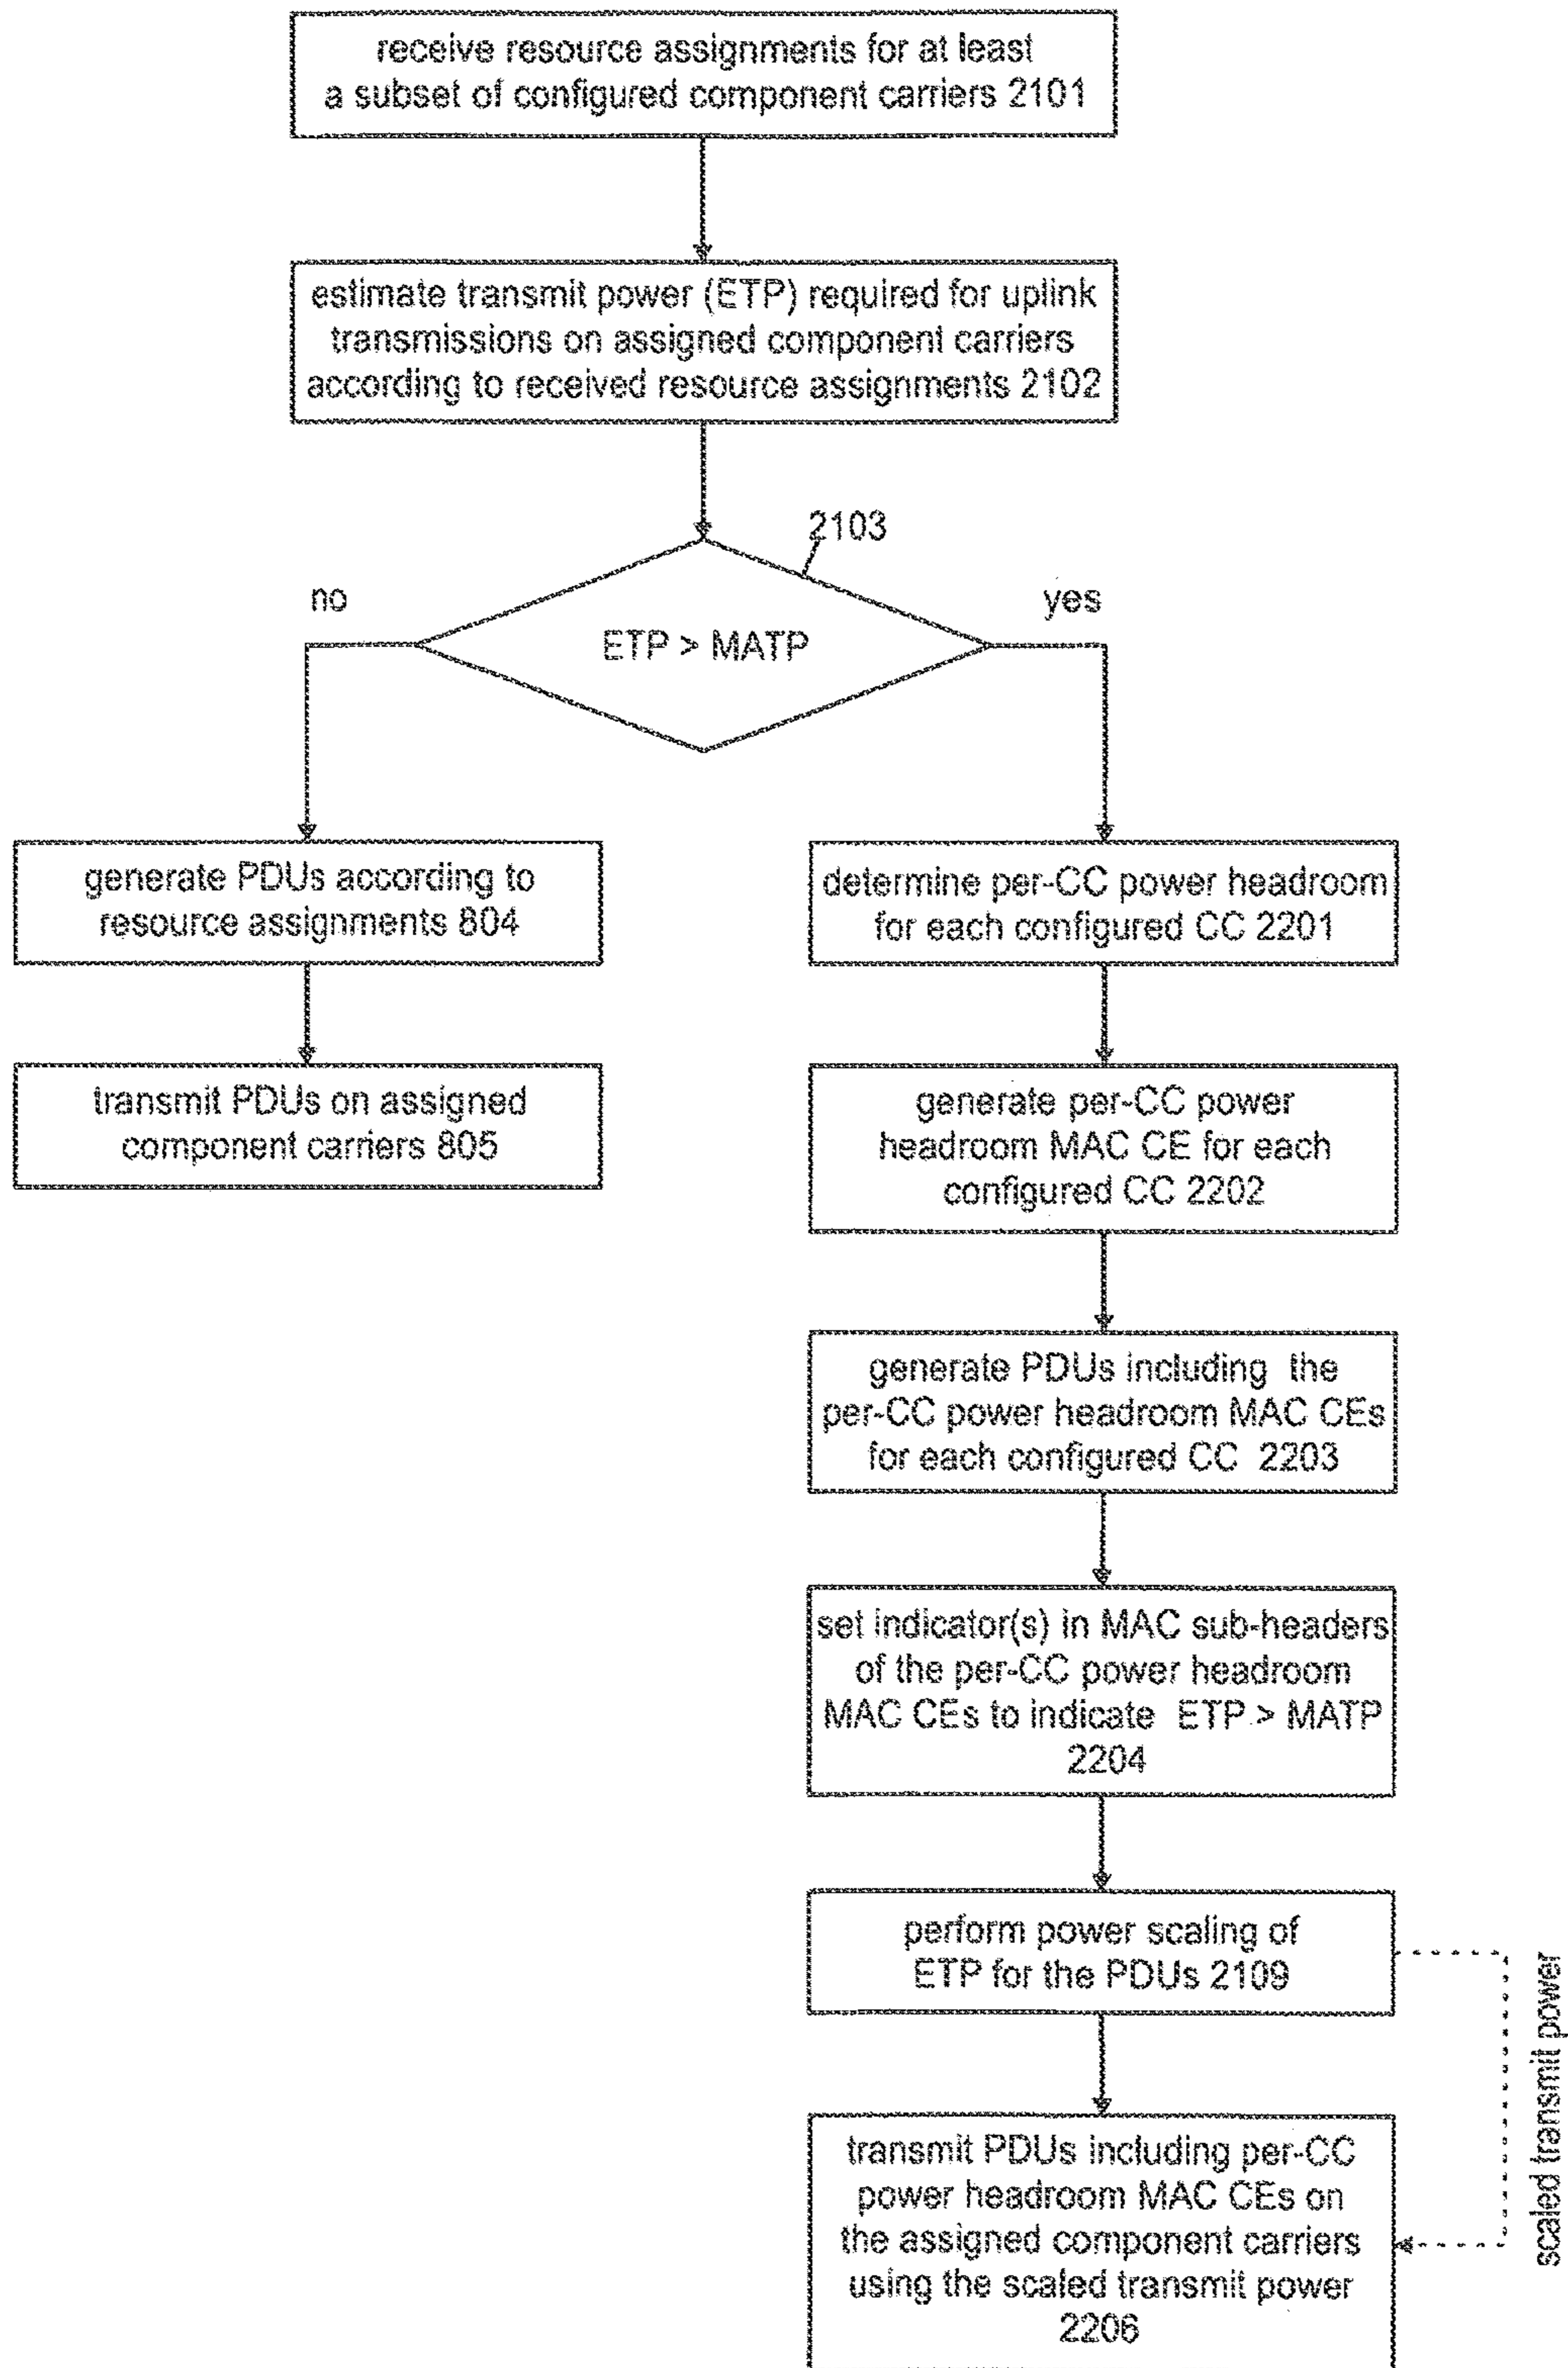 receive resource assignments for at least
a subset of configured component carriers 2101
estimate transmit power (ETP) required for uplink
transmissions on assigned component carriers
according to received resource assignments 2102
2103
no
yes
ETP > MATP
generate PDUs according to
resource assignments 804
transmit PDUs on assigned
component carriers 805
determine per-CC power headroom
for each configured CC 2201
generate per-CC power
headroom MAC CE for each
configured CC 2202
generate PDUs including the
per-CC power headroom MAC CEs
for each configured CC 2203
set indicator(s) in MAC sub-headers
of the per-CC power headroom
MAC CEs to indicate ETP > MATP
2204
perform power scaling of
ETP for the PDUs 2109
scaled transmit power
transmit PDUs including per-CC
power headroom MAC CEs on
the assigned component carriers
using the scaled transmit power
2206